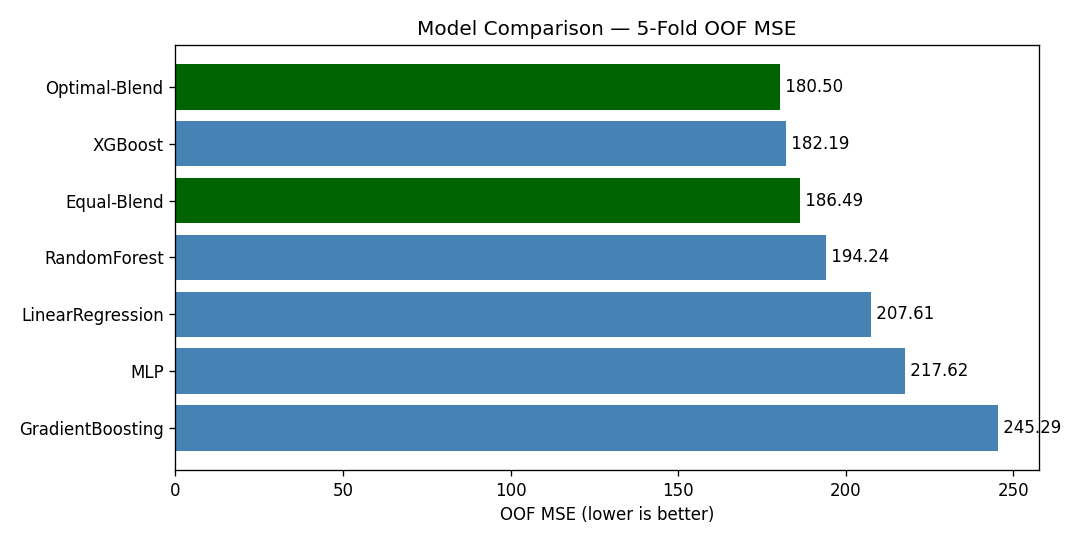 Model Comparison — 5-Fold OOF MSE
Optimal-Blend 180.50
XGBoost 182.19
Equal-Blend 186.49
RandomForest 194.24
LinearRegression 207.61
MLP 217.62
GradientBoosting 245.29
0 50 100 150 200 250
OOF MSE (lower is better)